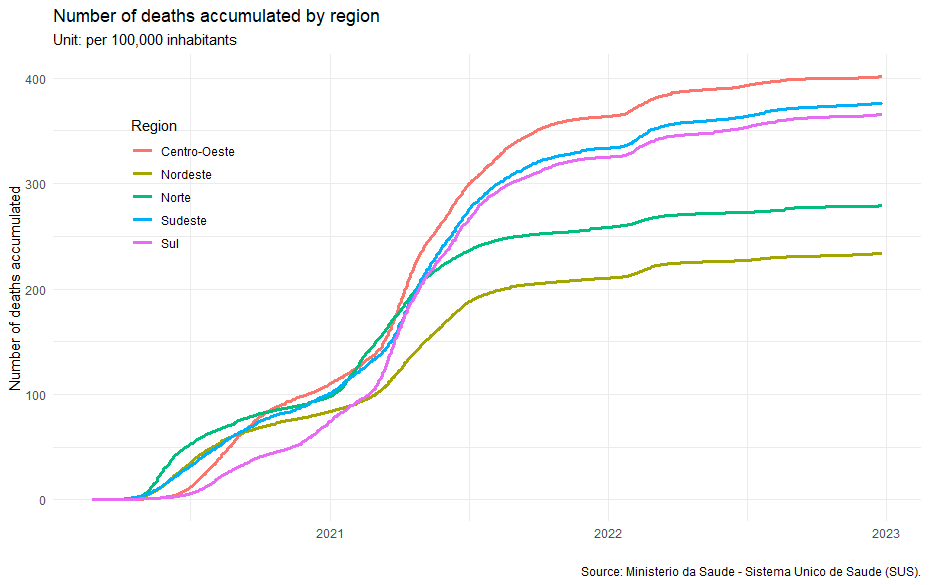 Number of deaths accumulated by region
Unit: per 100,000 inhabitants
400
300
200
100
0
Number of deaths accumulated
Region
Centro-Oeste
Nordeste
Norte
Sudeste
Sul
2021
2022
2023
Source: Ministerio da Saude - Sistema Unico de Saude (SUS).